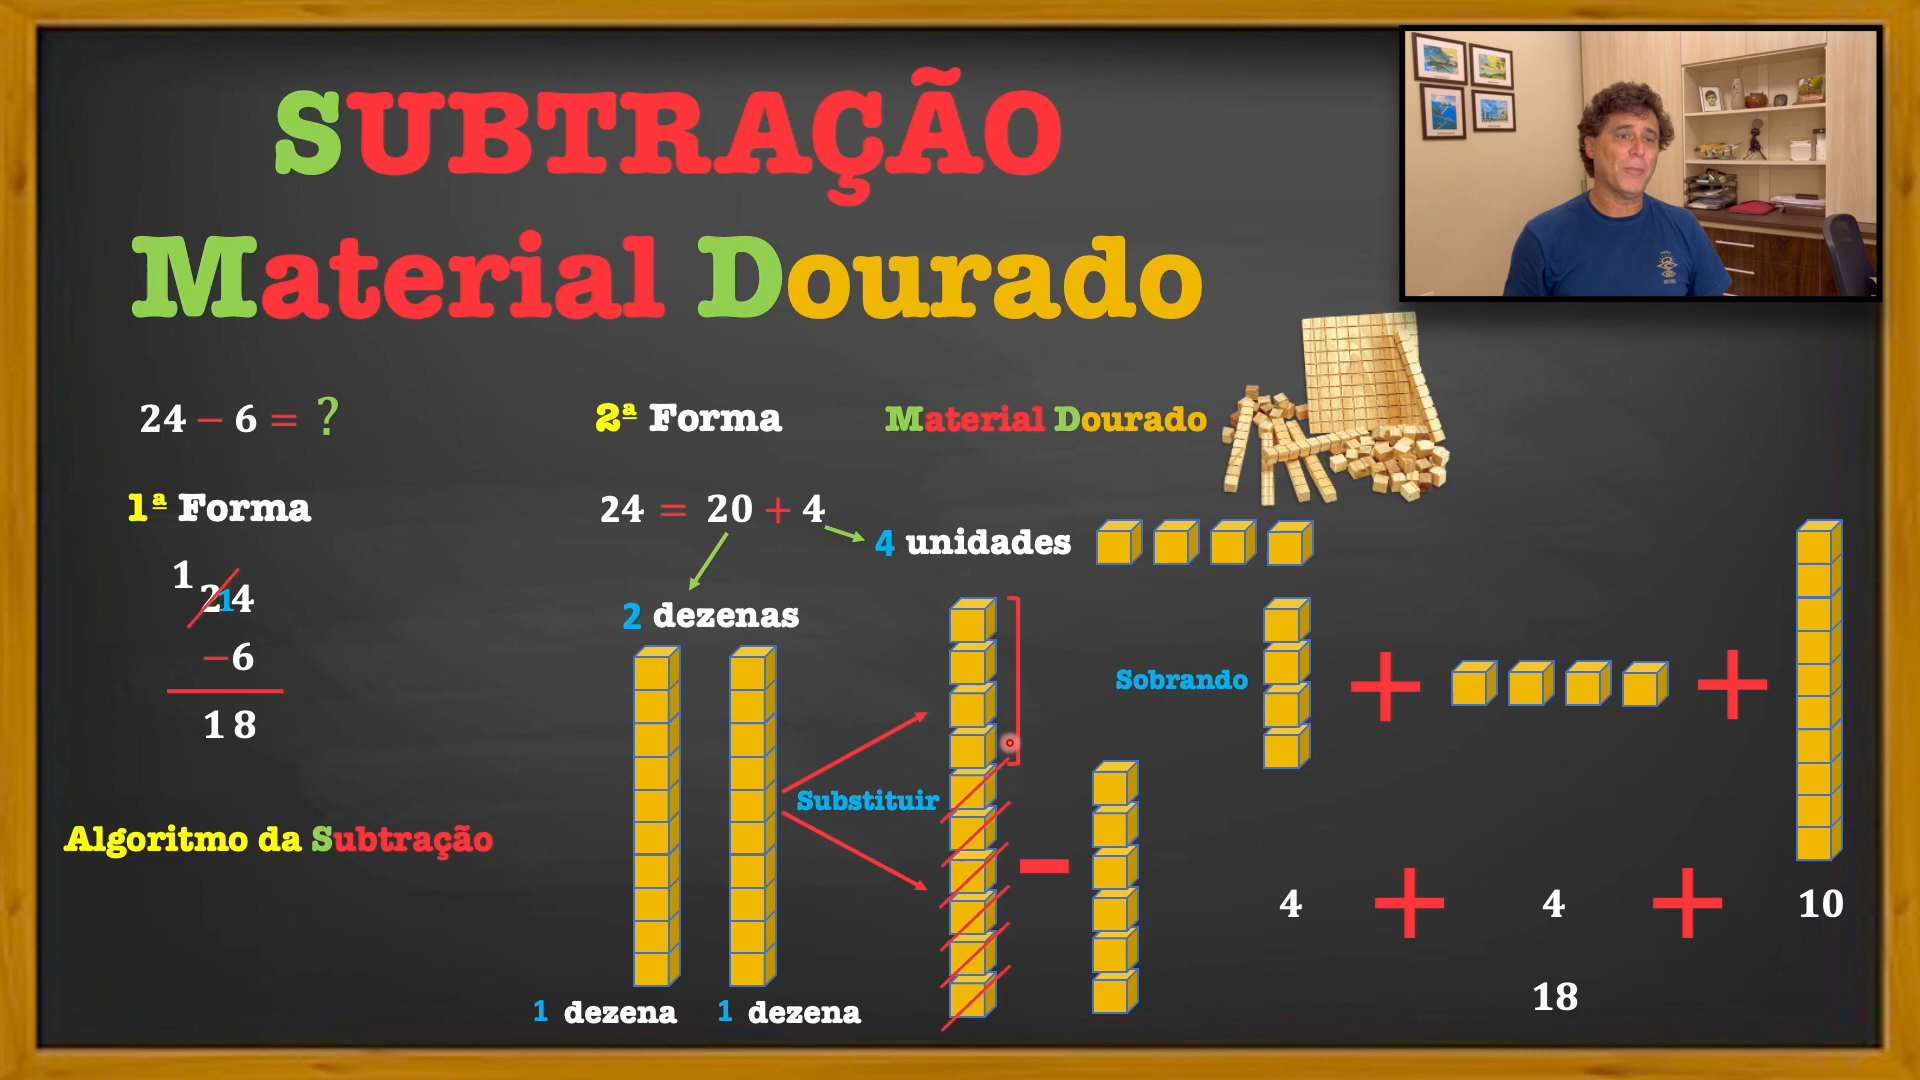 SUBTRAÇÃO
Material Dourado
24 − 6 = ?
1ª Forma
1
214
−6
18
Algoritmo da Subtração
2ª Forma
Material Dourado
24 = 20 + 4
4 unidades
2 dezenas
Substituir
1 dezena
1 dezena
−
Sobrando
+ +
4 + 4 + 10
18